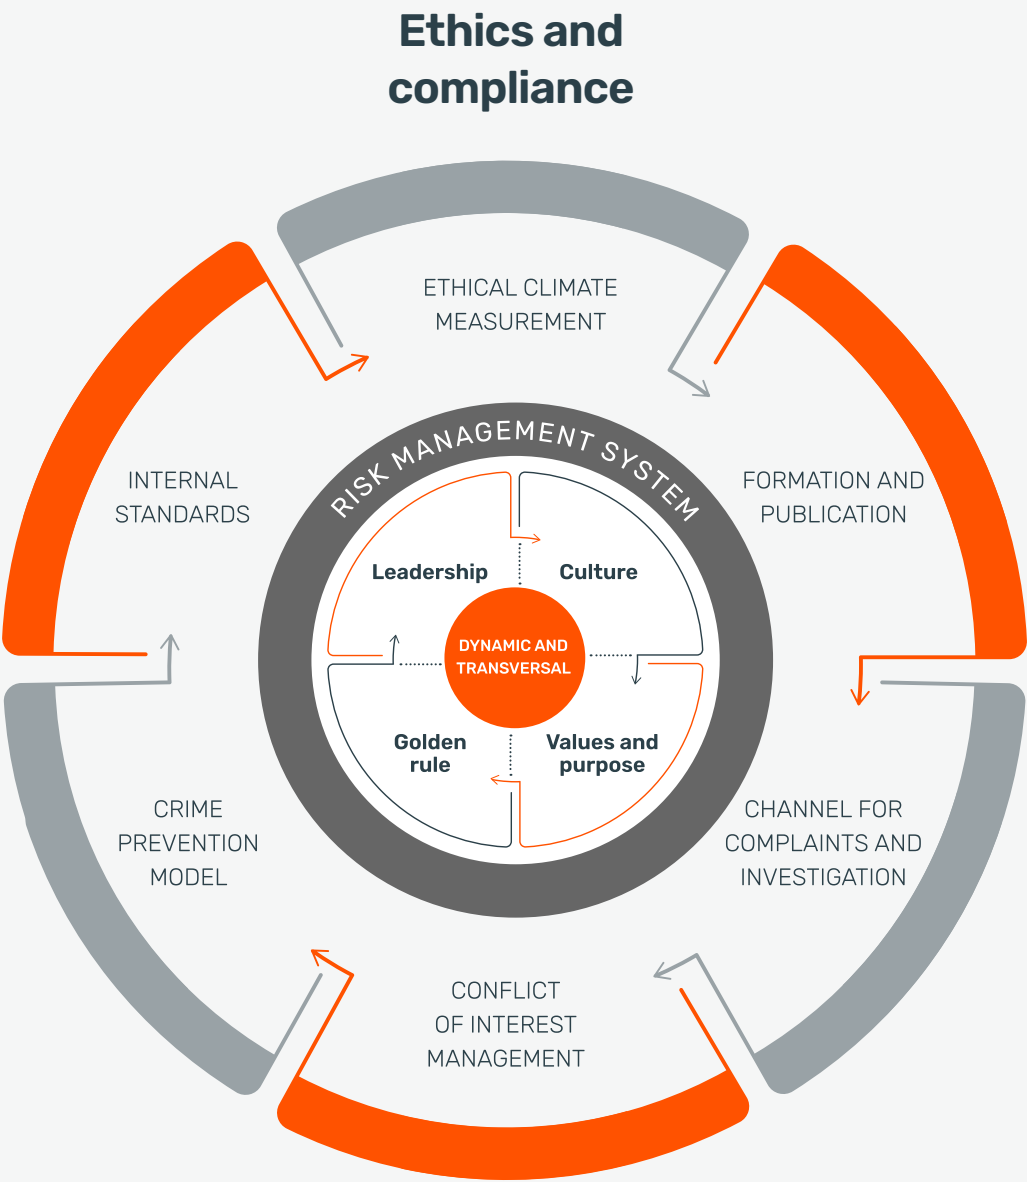 Ethics and
compliance
ETHICAL CLIMATE
MEASUREMENT
FORMATION AND
PUBLICATION
CHANNEL FOR
COMPLAINTS AND
INVESTIGATION
CONFLICT
OF INTEREST
MANAGEMENT
CRIME
PREVENTION
MODEL
INTERNAL
STANDARDS
RISK MANAGEMENT SYSTEM
Leadership
Culture
Values and
purpose
Golden
rule
DYNAMIC AND
TRANSVERSAL